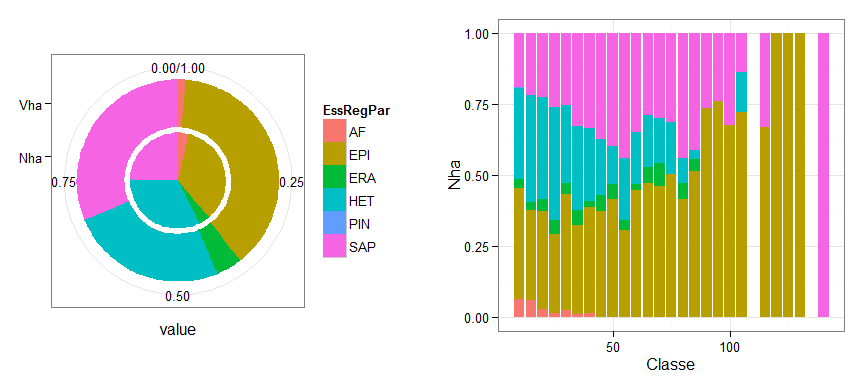 0.00/1.00
Vha
Nha
0.75
0.25
0.50
value
EssRegPar
AF
EPI
ERA
HET
PIN
SAP
1.00
0.75
0.50
0.25
0.00
Nha
50
100
Classe